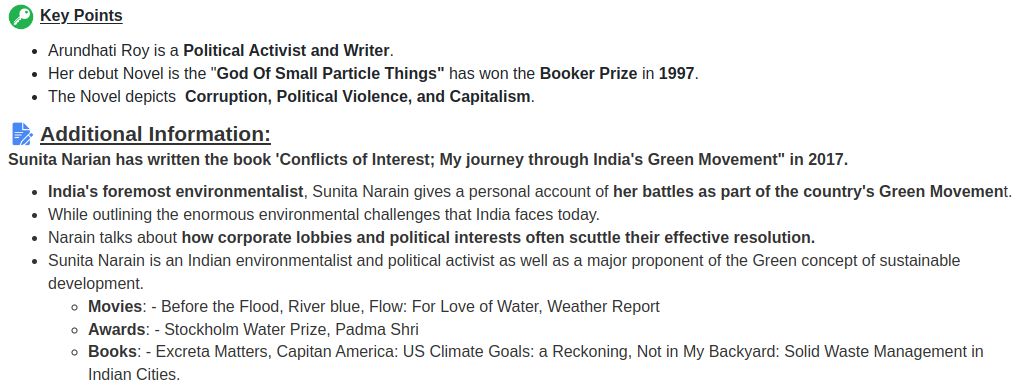 Key Points
Arundhati Roy is a Political Activist and Writer.
Her debut Novel is the "God Of Small Particle Things" has won the Booker Prize in 1997.
The Novel depicts Corruption, Political Violence, and Capitalism.
Additional Information:
Sunita Narian has written the book 'Conflicts of Interest; My journey through India's Green Movement" in 2017.
India's foremost environmentalist, Sunita Narain gives a personal account of her battles as part of the country's Green Movement.
While outlining the enormous environmental challenges that India faces today.
Narain talks about how corporate lobbies and political interests often scuttle their effective resolution.
Sunita Narain is an Indian environmentalist and political activist as well as a major proponent of the Green concept of sustainable
development.
Movies: - Before the Flood, River blue, Flow: For Love of Water, Weather Report
Awards: - Stockholm Water Prize, Padma Shri
Books: - Excreta Matters, Capitan America: US Climate Goals: a Reckoning, Not in My Backyard: Solid Waste Management in
Indian Cities.